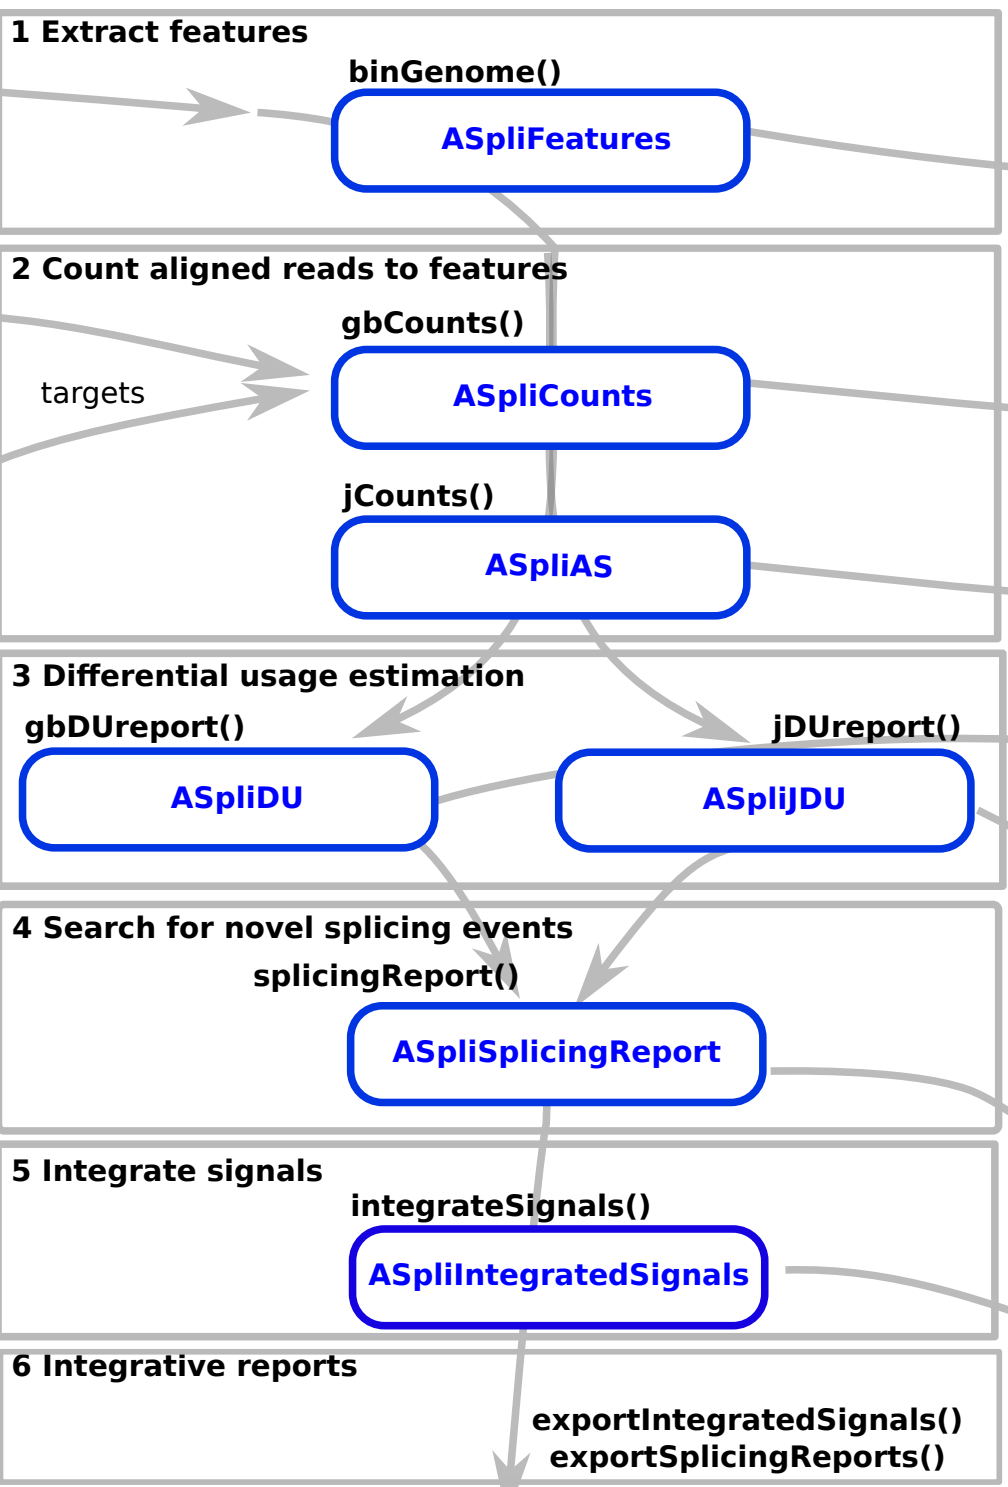 1 Extract features
binGenome()
ASpliFeatures
2 Count aligned reads to features
gbCounts()
targets
ASpliCounts
jCounts()
ASpliAS
3 Differential usage estimation
gbDUreport()
jDUreport()
ASpliDU
ASpliJDU
4 Search for novel splicing events
splicingReport()
ASpliSplicingReport
5 Integrate signals
integrateSignals()
ASpliIntegratedSignals
6 Integrative reports
exportIntegratedSignals()
exportSplicingReports()